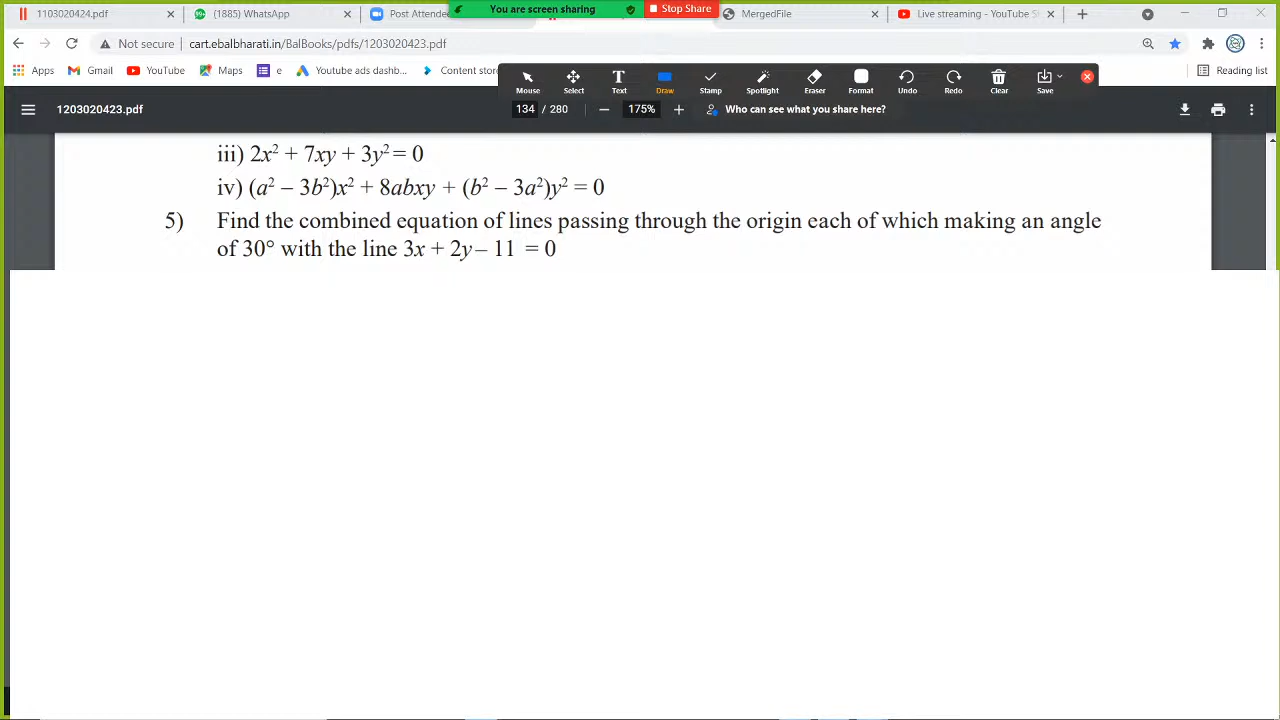 1103020424.pdf
(1885) WhatsApp
Post Attende
You are screen sharing
Stop Share
MergedFile
Live streaming - YouTube S
Not secure
cart.ebalbharati.in/BalBooks/pdfs/1203020423.pdf
Apps
Gmail
YouTube
Maps
e
Youtube ads dashb...
Content store
Reading list
Mouse
Select
Text
Draw
Stamp
Spotlight
Eraser
Format
Undo
Redo
Clear
Save
1203020423.pdf
134 / 280
175%
Who can see what you share here?
iii) 2x² + 7xy + 3y² = 0
iv) (a² – 3b²)x² + 8abxy + (b² – 3a²)y² = 0
5) Find the combined equation of lines passing through the origin each of which making an angle
of 30° with the line 3x + 2y – 11 = 0